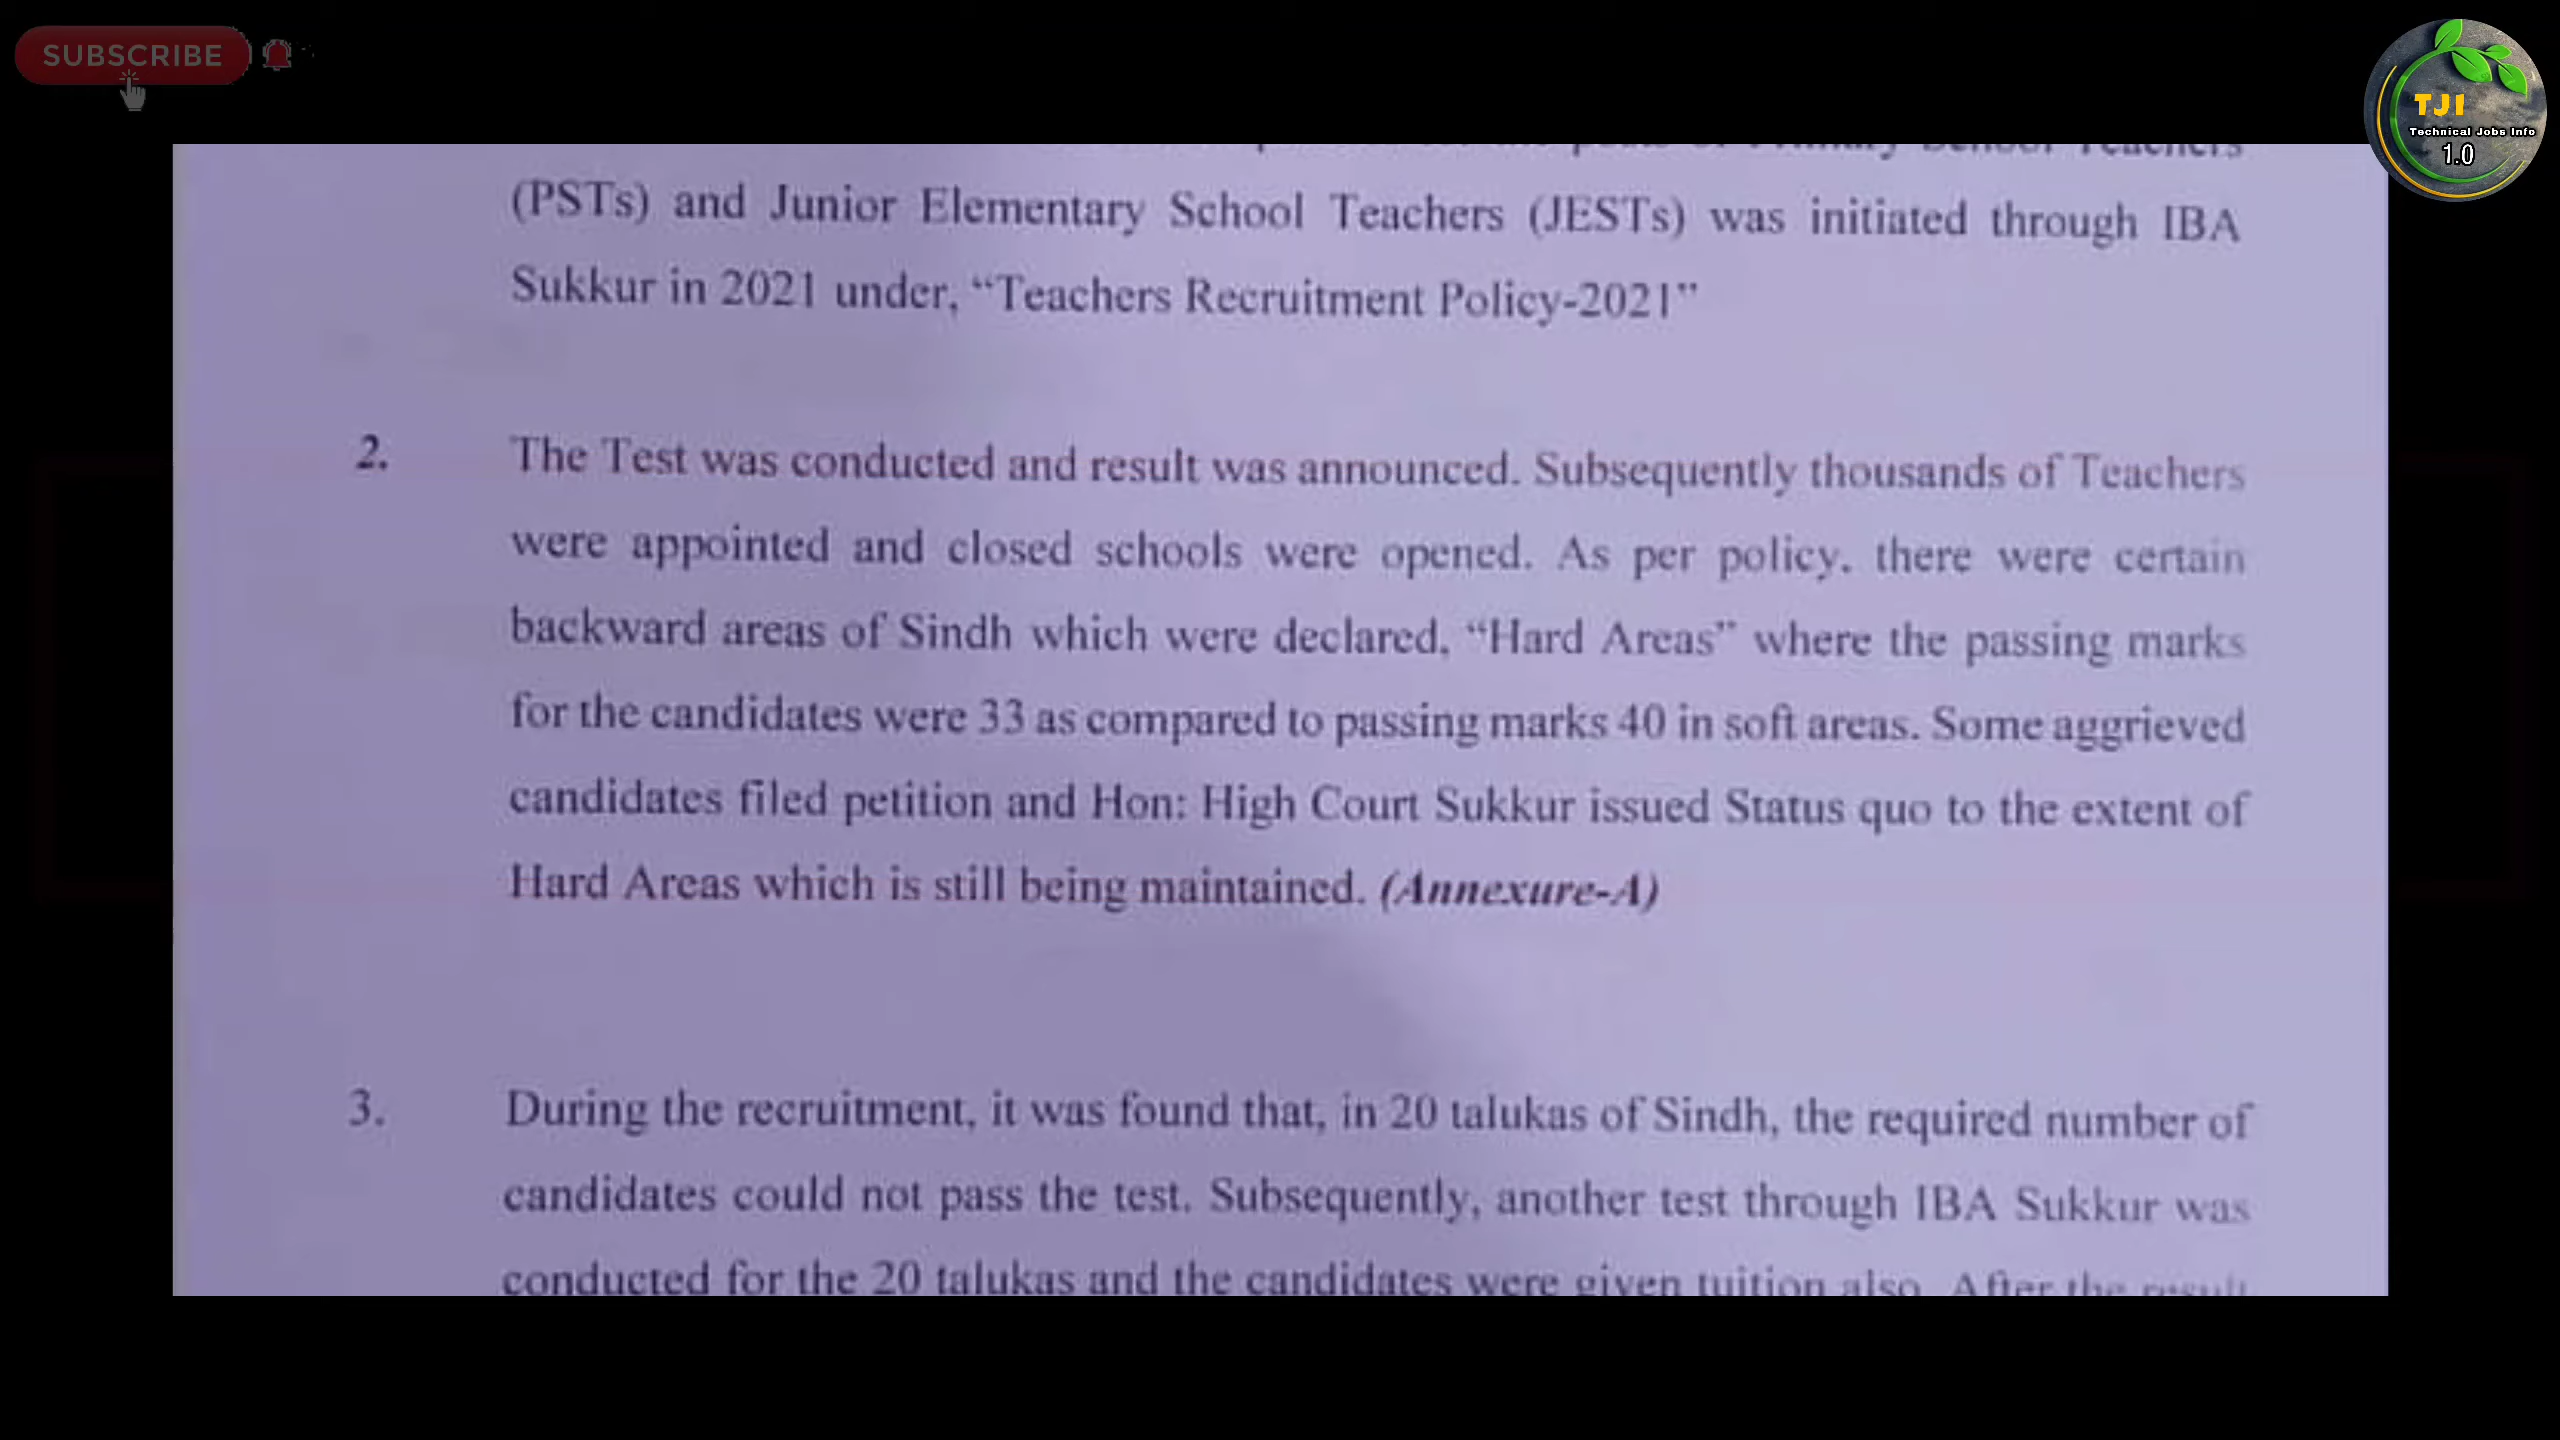 SUBSCRIBE
TJI
Technical Jobs Info
1.0
Primary School Teachers
(PSTs) and Junior Elementary School Teachers (JESTs) was initiated through IBA
Sukkur in 2021 under, “Teachers Recruitment Policy-2021”
2. The Test was conducted and result was announced. Subsequently thousands of Teachers
were appointed and closed schools were opened. As per policy, there were certain
backward areas of Sindh which were declared, “Hard Areas” where the passing marks
for the candidates were 33 as compared to passing marks 40 in soft areas. Some aggrieved
candidates filed petition and Hon: High Court Sukkur issued Status quo to the extent of
Hard Areas which is still being maintained. (Annexure-A)
3. During the recruitment, it was found that, in 20 talukas of Sindh, the required number of
candidates could not pass the test. Subsequently, another test through IBA Sukkur was
conducted for the 20 talukas and the candidates were given tuition also. After the result